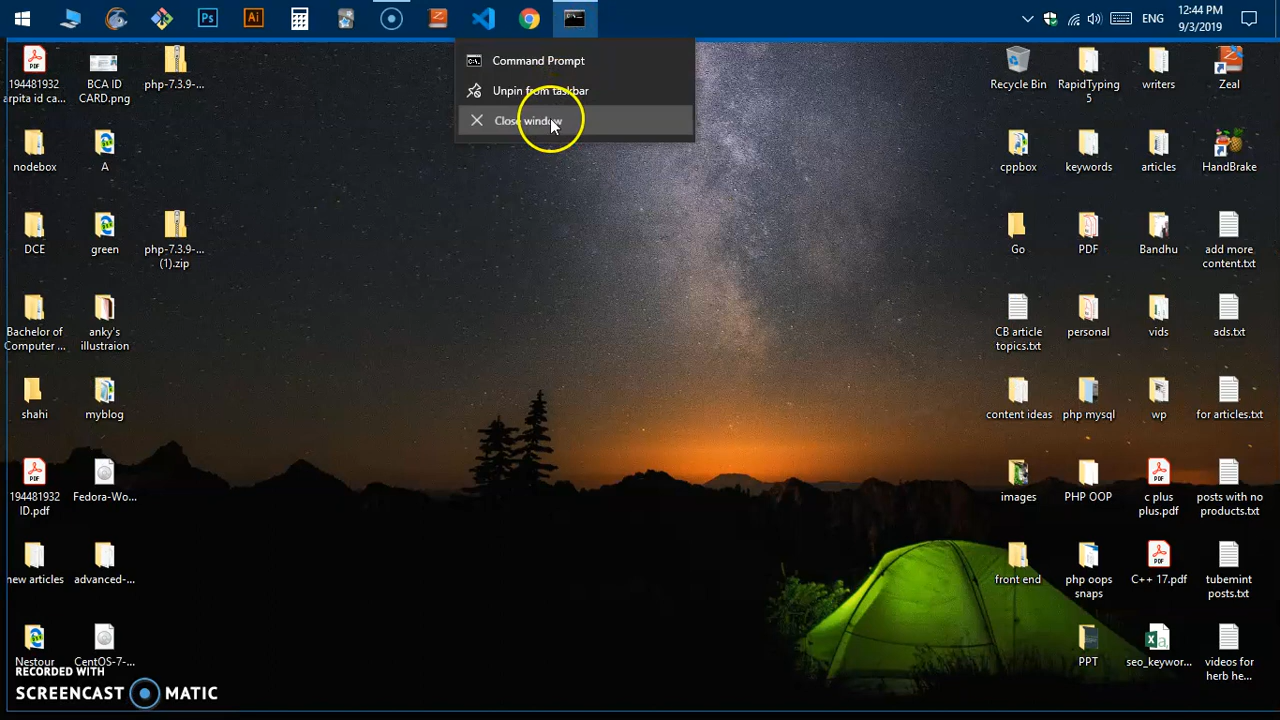 Ps
Ai
ENG
12:44 PM
9/3/2019
Command Prompt
Unpin from taskbar
Close window
194481932
arpita id ca...
BCA ID
CARD.png
php-7.3.9-...
Recycle Bin
RapidTyping
5
writers
Zeal
nodebox
A
cppbox
keywords
articles
HandBrake
DCE
green
php-7.3.9-...
(1).zip
Go
PDF
Bandhu
add more
content.txt
Bachelor of
Computer ...
anky's
illustraion
CB article
topics.txt
personal
vids
ads.txt
shahi
myblog
content ideas
php mysql
wp
for articles.txt
194481932
ID.pdf
Fedora-Wo...
images
PHP OOP
c plus
plus.pdf
posts with no
products.txt
new articles
advanced-...
front end
php oops
snaps
C++ 17.pdf
tubemint
posts.txt
Nestour
CentOS-7-...
PPT
seo_keywor...
videos for
herb he...
RECORDED WITH
SCREENCAST MATIC